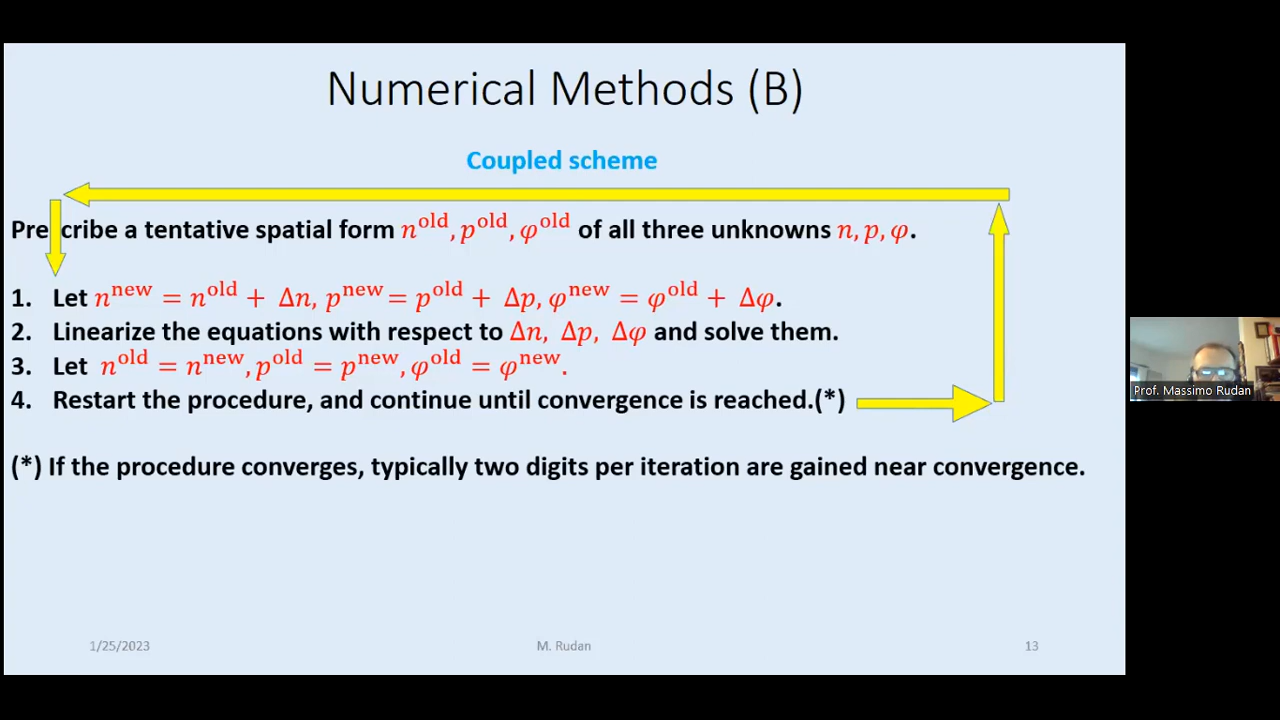 Numerical Methods (B)
Coupled scheme
Prescribe a tentative spatial form n^old, p^old, φ^old of all three unknowns n, p, φ.
1. Let n^new = n^old + Δn, p^new = p^old + Δp, φ^new = φ^old + Δφ.
2. Linearize the equations with respect to Δn, Δp, Δφ and solve them.
3. Let n^old = n^new, p^old = p^new, φ^old = φ^new.
4. Restart the procedure, and continue until convergence is reached.(*)
(*) If the procedure converges, typically two digits per iteration are gained near convergence.
1/25/2023 M. Rudan 13
Prof. Massimo Rudan